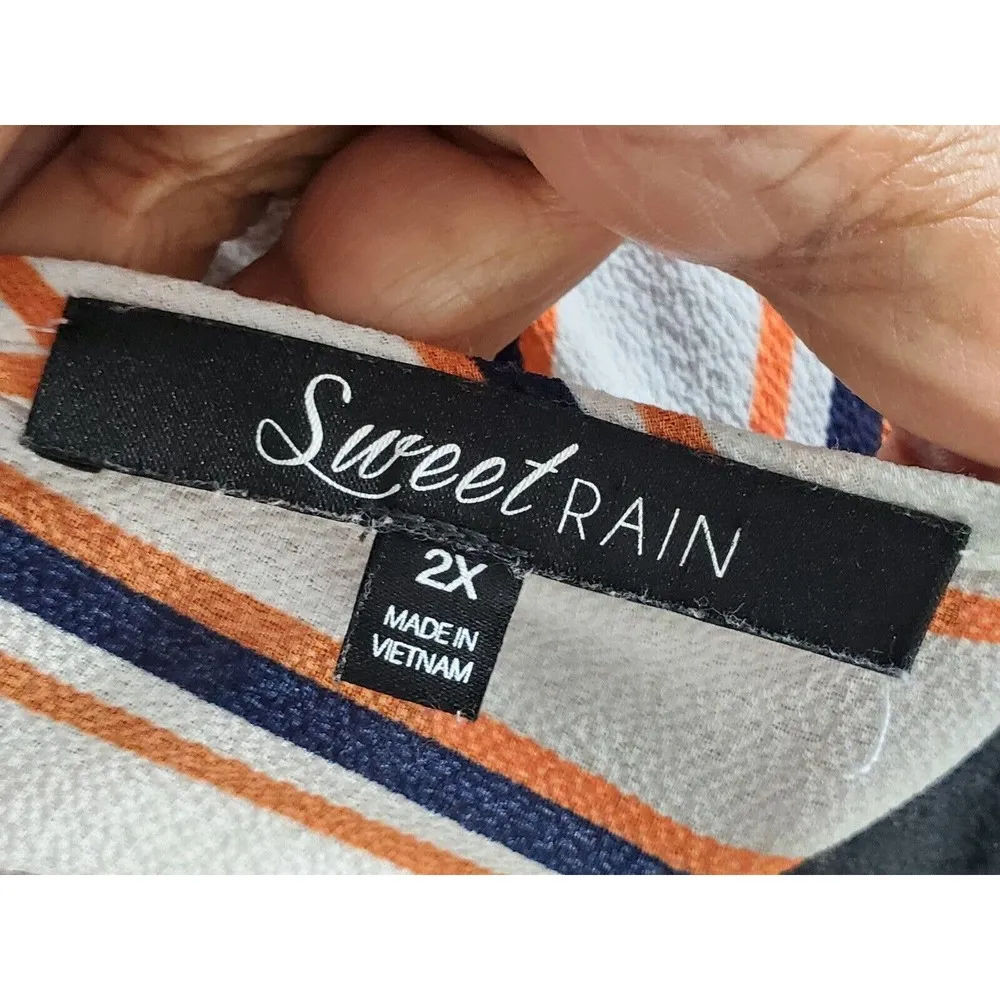 Sweet RAIN
2X
MADE IN
VIETNAM